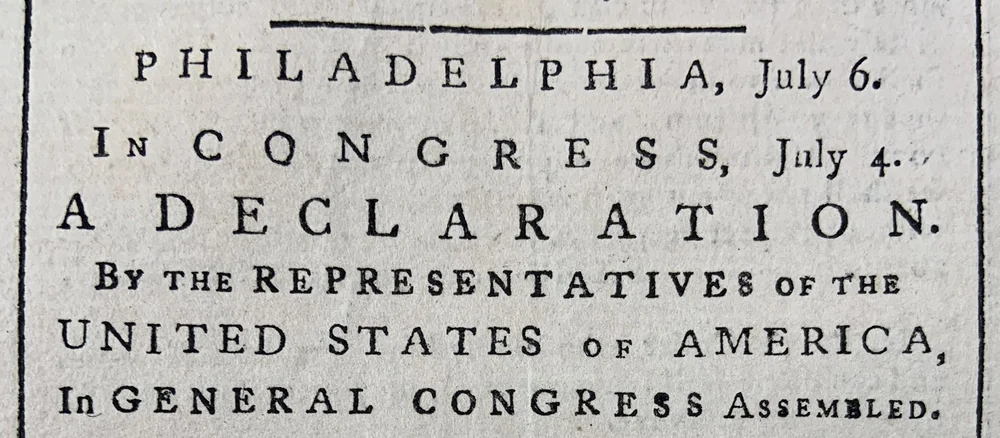 PHILADELPHIA, July 6.
IN CONGRESS, July 4.
A DECLARATION.
BY THE REPRESENTATIVES OF THE
UNITED STATES OF AMERICA,
In GENERAL CONGRESS ASSEMBLED.